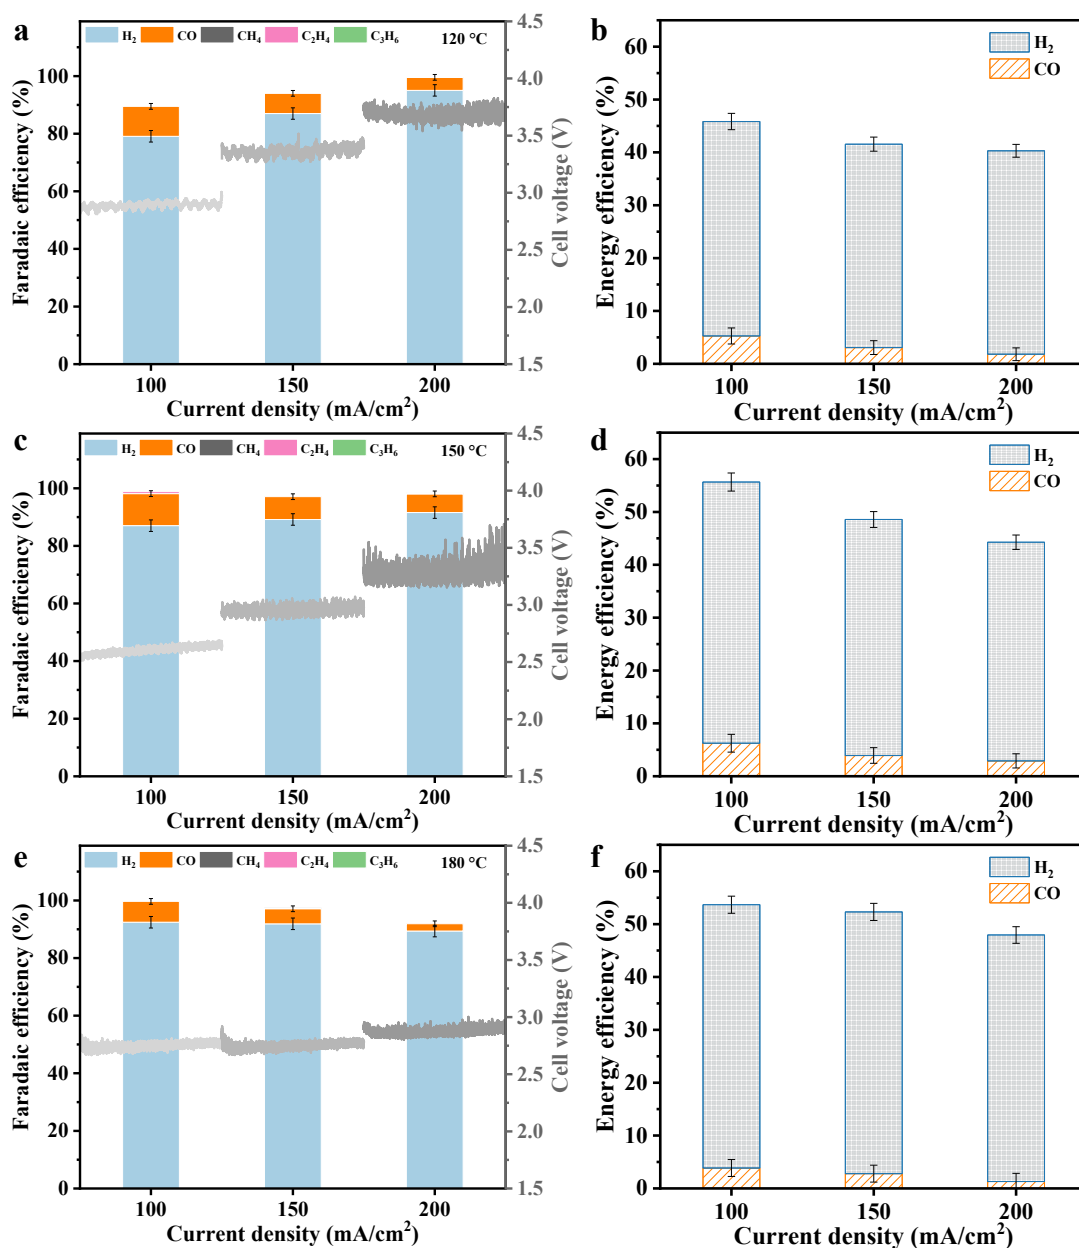 a
H₂ CO CH₄ C₂H₄ C₃H₆ 120 °C
Faradaic efficiency (%)
100
80
60
40
20
0
4.5
4.0
3.5
3.0
2.5
2.0
1.5
Cell voltage (V)
100 150 200
Current density (mA/cm²)
b
H₂
CO
Energy efficiency (%)
60
50
40
30
20
10
0
100 150 200
Current density (mA/cm²)
c
H₂ CO CH₄ C₂H₄ C₃H₆ 150 °C
Faradaic efficiency (%)
100
80
60
40
20
0
4.5
4.0
3.5
3.0
2.5
2.0
1.5
Cell voltage (V)
100 150 200
Current density (mA/cm²)
d
H₂
CO
Energy efficiency (%)
60
50
40
30
20
10
0
100 150 200
Current density (mA/cm²)
e
H₂ CO CH₄ C₂H₄ C₃H₆ 180 °C
Faradaic efficiency (%)
100
80
60
40
20
0
4.5
4.0
3.5
3.0
2.5
2.0
1.5
Cell voltage (V)
100 150 200
Current density (mA/cm²)
f
H₂
CO
Energy efficiency (%)
60
50
40
30
20
10
0
100 150 200
Current density (mA/cm²)